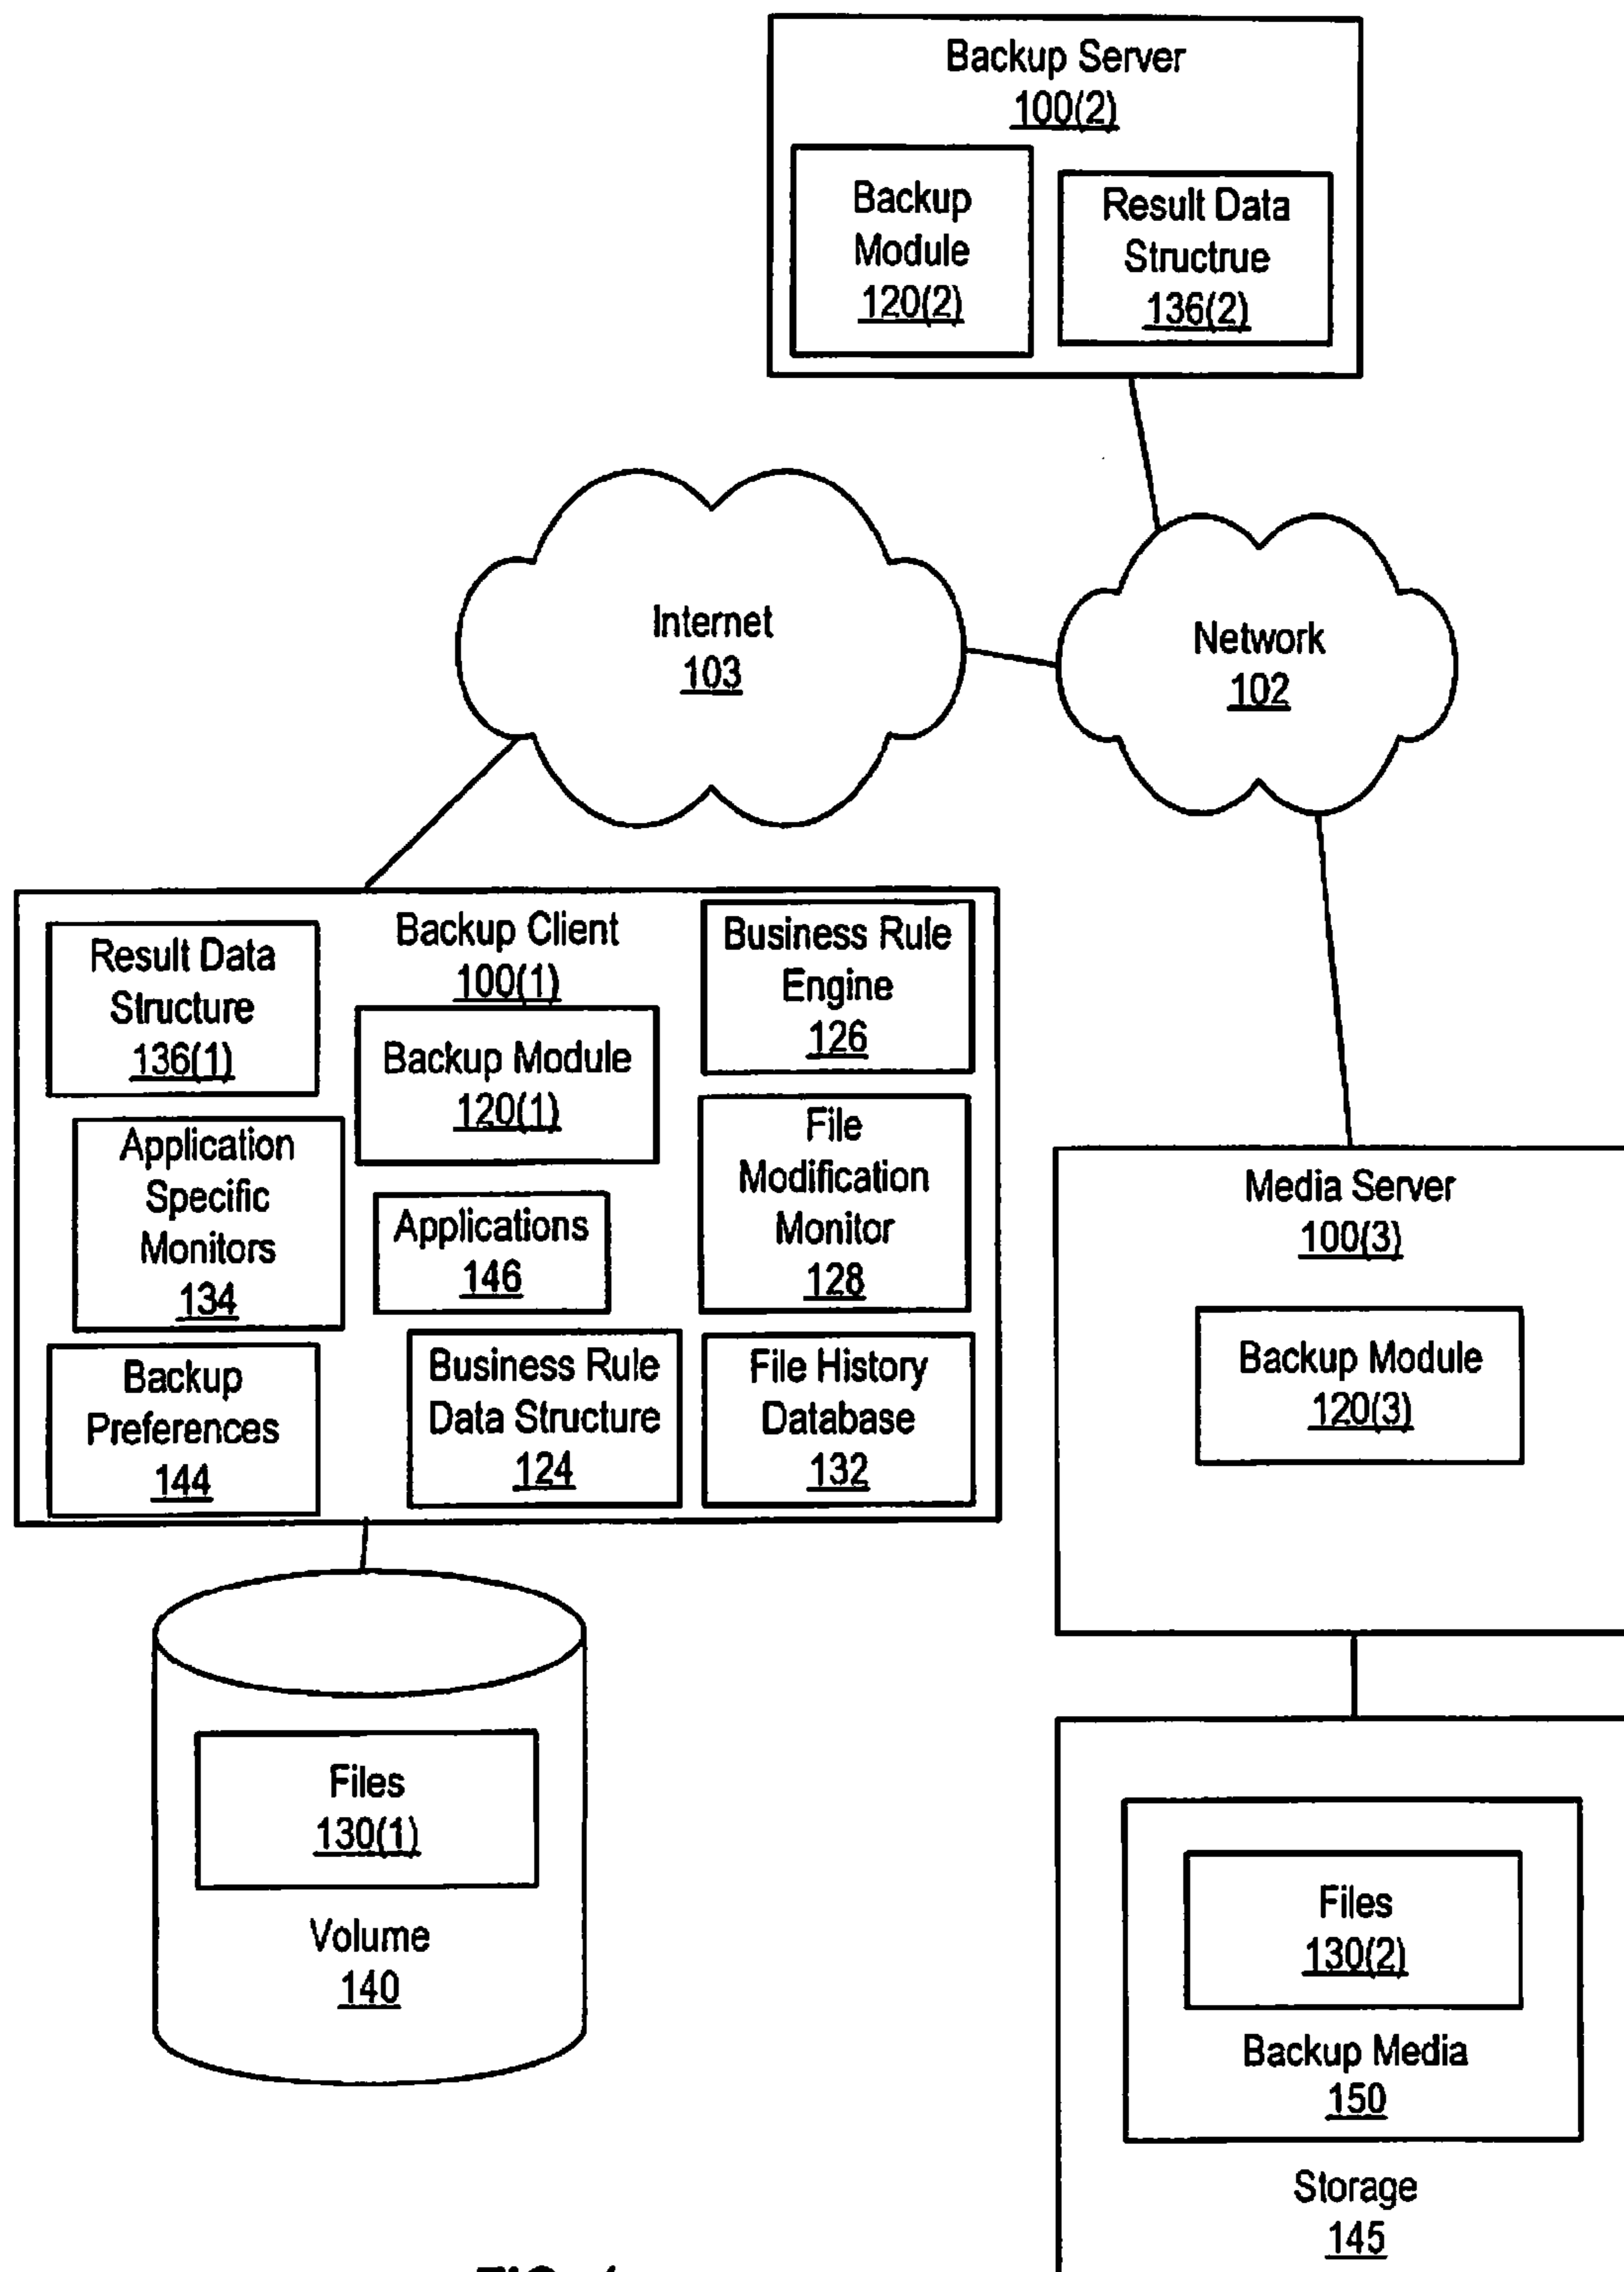 Backup Server
100(2)
Backup
Module
120(2)
Result Data
Structrue
136(2)
Internet
103
Network
102
Backup Client
100(1)
Result Data
Structure
136(1)
Backup Module
120(1)
Business Rule
Engine
126
Application
Specific
Monitors
134
Applications
146
File
Modification
Monitor
128
Backup
Preferences
144
Business Rule
Data Structure
124
File History
Database
132
Media Server
100(3)
Backup Module
120(3)
Files
130(1)
Volume
140
Files
130(2)
Backup Media
150
Storage
145